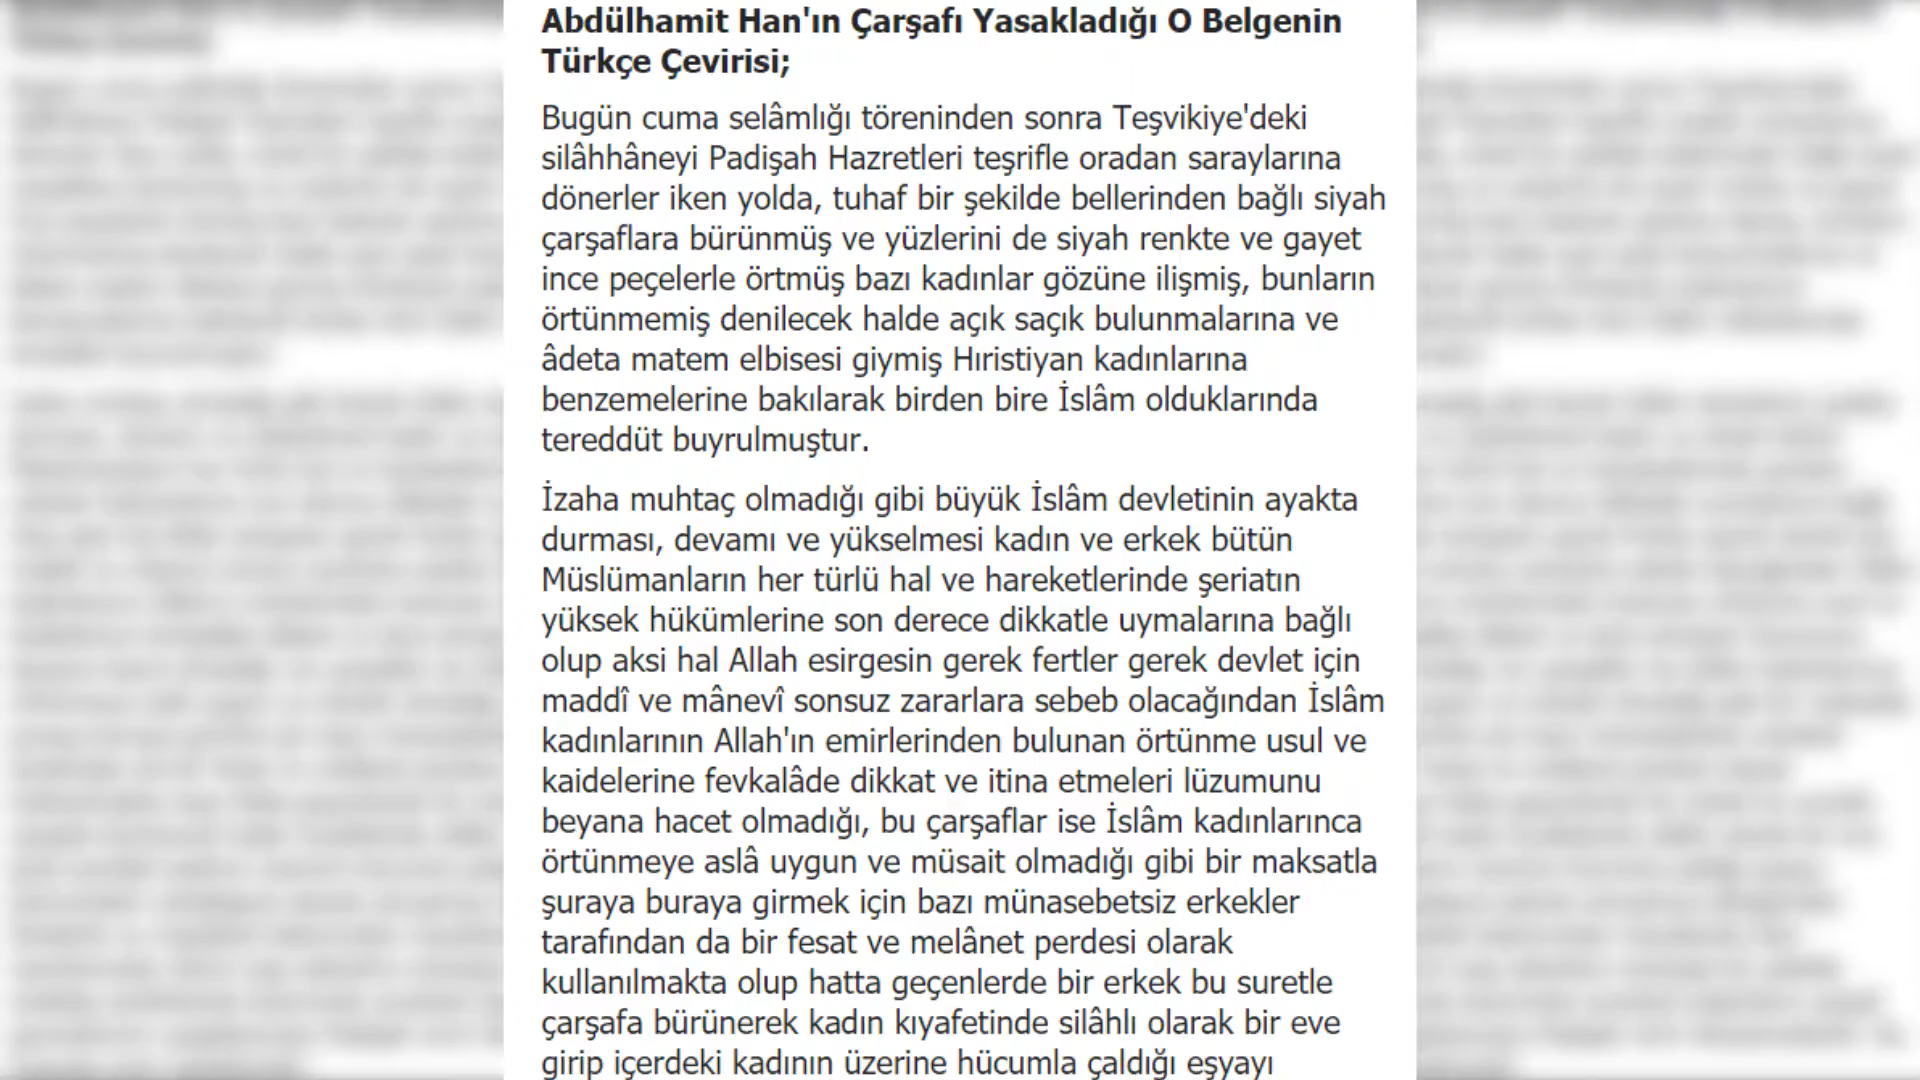 Abdülhamit Han'ın Çarşafı Yasakladığı O Belgenin
Türkçe Çevirisi;
Bugün cuma selâmlığı töreninden sonra Teşvikiye'deki
silâhhâneyi Padişah Hazretleri teşrifle oradan saraylarına
dönerler iken yolda, tuhaf bir şekilde bellerinden bağlı siyah
çarşaflara bürünmüş ve yüzlerini de siyah renkte ve gayet
ince peçelerle örtmüş bazı kadınlar gözüne ilişmiş, bunların
örtünmemiş denilecek halde açık saçık bulunmalarına ve
âdeta matem elbisesi giymiş Hıristiyan kadınlarına
benzemelerine bakılarak birden bire İslâm olduklarında
tereddüt buyrulmuştur.
İzaha muhtaç olmadığı gibi büyük İslâm devletinin ayakta
durması, devamı ve yükselmesi kadın ve erkek bütün
Müslümanların her türlü hal ve hareketlerinde şeriatın
yüksek hükümlerine son derece dikkatle uymalarına bağlı
olup aksi hal Allah esirgesin gerek fertler gerek devlet için
maddî ve mânevî sonsuz zararlara sebeb olacağından İslâm
kadınlarının Allah'ın emirlerinden bulunan örtünme usul ve
kaidelerine fevkalâde dikkat ve itina etmeleri lüzumunu
beyana hacet olmadığı, bu çarşaflar ise İslâm kadınlarınca
örtünmeye aslâ uygun ve müsait olmadığı gibi bir maksatla
şuraya buraya girmek için bazı münasebetsiz erkekler
tarafından da bir fesat ve melânet perdesi olarak
kullanılmakta olup hatta geçenlerde bir erkek bu suretle
çarşafa bürünerek kadın kıyafetinde silâhlı olarak bir eve
girip içerdeki kadının üzerine hücumla çaldığı eşyayı